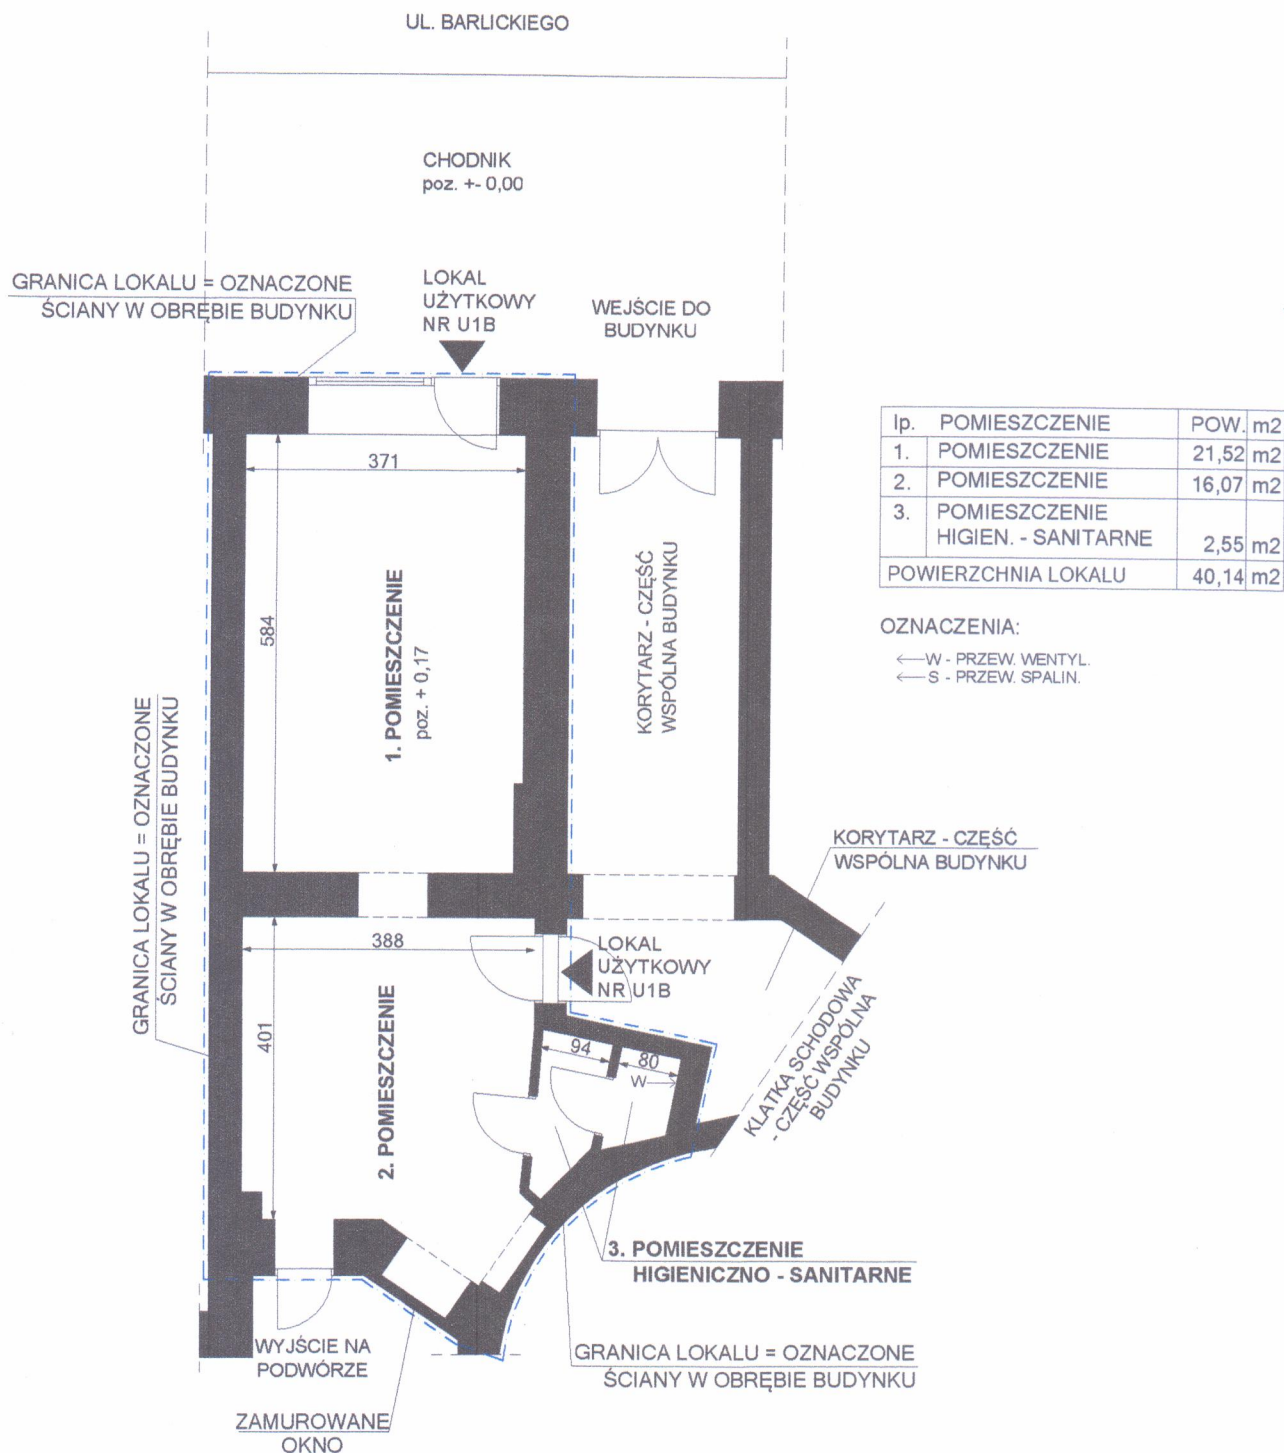 UL. BARLICKIEGO
CHODNIK
poz. +- 0,00
GRANICA LOKALU = OZNACZONE
ŚCIANY W OBRĘBIE BUDYNKU
LOKAL
UŻYTKOWY
NR U1B
WEJŚCIE DO
BUDYNKU
lp. POMIESZCZENIE POW. m2
1. POMIESZCZENIE 21,52 m2
2. POMIESZCZENIE 16,07 m2
3. POMIESZCZENIE
HIGIEN. - SANITARNE 2,55 m2
POWIERZCHNIA LOKALU 40,14 m2
OZNACZENIA:
W - PRZEW. WENTYL.
S - PRZEW. SPALIN.
371
584
1. POMIESZCZENIE
poz. + 0,17
KORYTARZ - CZĘŚĆ
WSPÓLNA BUDYNKU
GRANICA LOKALU = OZNACZONE
ŚCIANY W OBRĘBIE BUDYNKU
KORYTARZ - CZĘŚĆ
WSPÓLNA BUDYNKU
388
401
2. POMIESZCZENIE
LOKAL
UŻYTKOWY
NR U1B
94
80
W
KLATKA SCHODOWA
- CZĘŚĆ WSPÓLNA
BUDYNKU
3. POMIESZCZENIE
HIGIENICZNO - SANITARNE
WYJŚCIE NA
PODWÓRZE
GRANICA LOKALU = OZNACZONE
ŚCIANY W OBRĘBIE BUDYNKU
ZAMUROWANE
OKNO